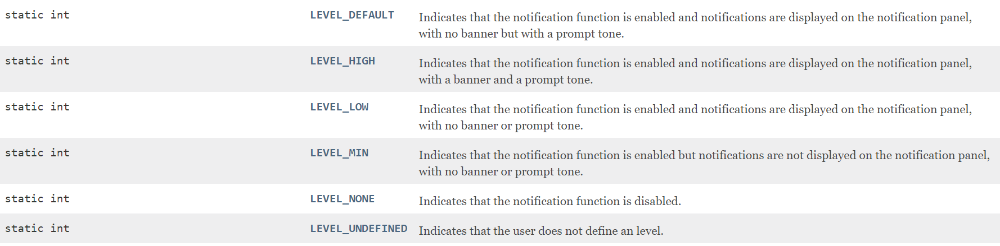 static int LEVEL_DEFAULT Indicates that the notification function is enabled and notifications are displayed on the notification panel,
with no banner but with a prompt tone.
static int LEVEL_HIGH Indicates that the notification function is enabled and notifications are displayed on the notification panel,
with a banner and a prompt tone.
static int LEVEL_LOW Indicates that the notification function is enabled and notifications are displayed on the notification panel,
with no banner or prompt tone.
static int LEVEL_MIN Indicates that the notification function is enabled but notifications are not displayed on the notification panel,
with no banner or prompt tone.
static int LEVEL_NONE Indicates that the notification function is disabled.
static int LEVEL_UNDEFINED Indicates that the user does not define an level.